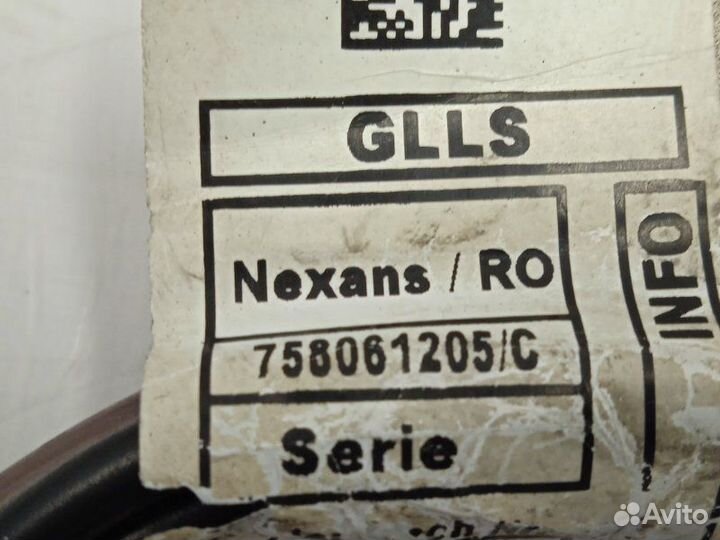 GLLS
Nexans / RO
758061205/C
Serie
INFO
Avito